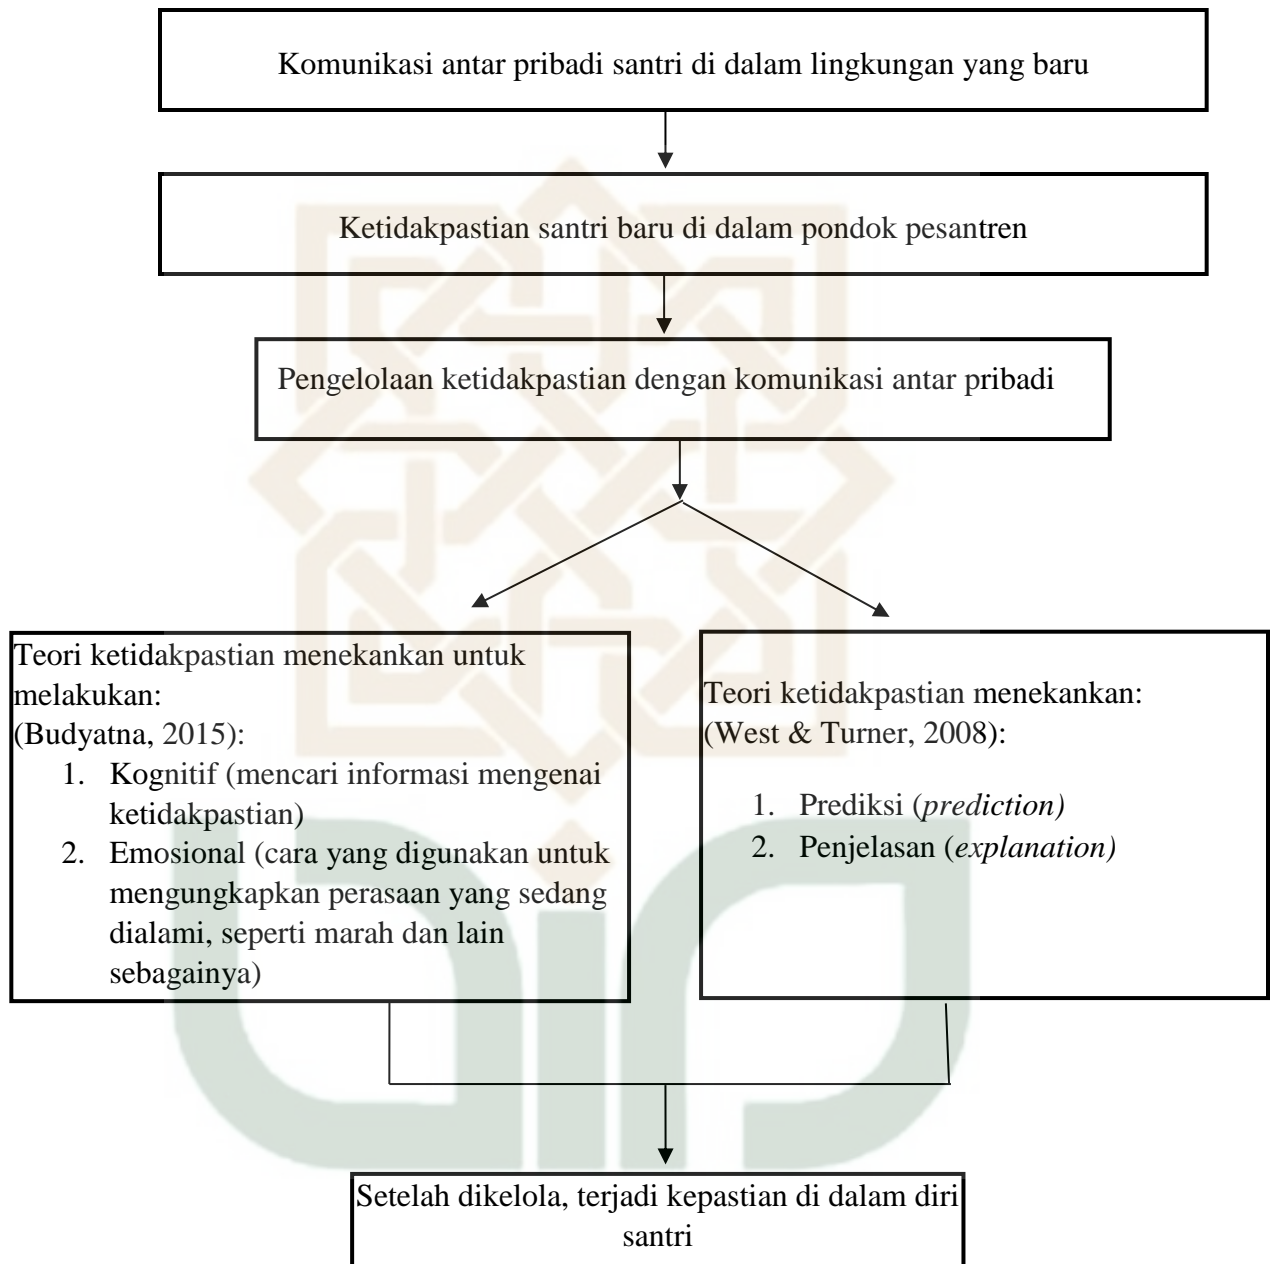 Komunikasi antar pribadi santri di dalam lingkungan yang baru
Ketidakpastian santri baru di dalam pondok pesantren
Pengelolaan ketidakpastian dengan komunikasi antar pribadi
Teori ketidakpastian menekankan untuk
melakukan:
(Budyatna, 2015):
1. Kognitif (mencari informasi mengenai
ketidakpastian)
2. Emosional (cara yang digunakan untuk
mengungkapkan perasaan yang sedang
dialami, seperti marah dan lain
sebagainya)
Teori ketidakpastian menekankan:
(West & Turner, 2008):
1. Prediksi (prediction)
2. Penjelasan (explanation)
Setelah dikelola, terjadi kepastian di dalam diri
santri